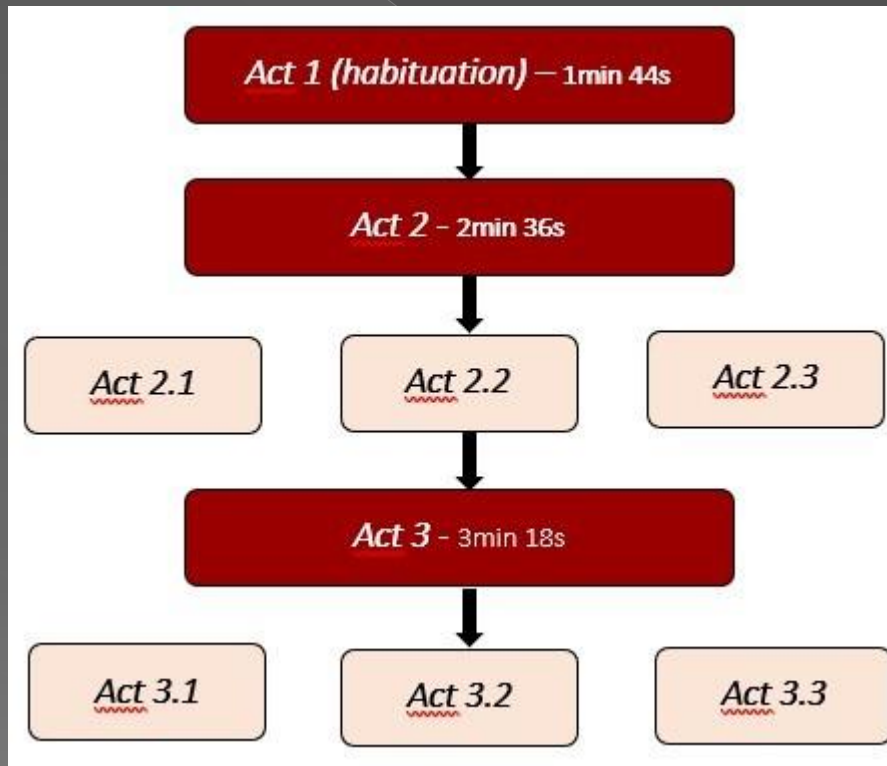 Act 1 (habituation) – 1min 44s
Act 2 - 2min 36s
Act 2.1
Act 2.2
Act 2.3
Act 3 - 3min 18s
Act 3.1
Act 3.2
Act 3.3